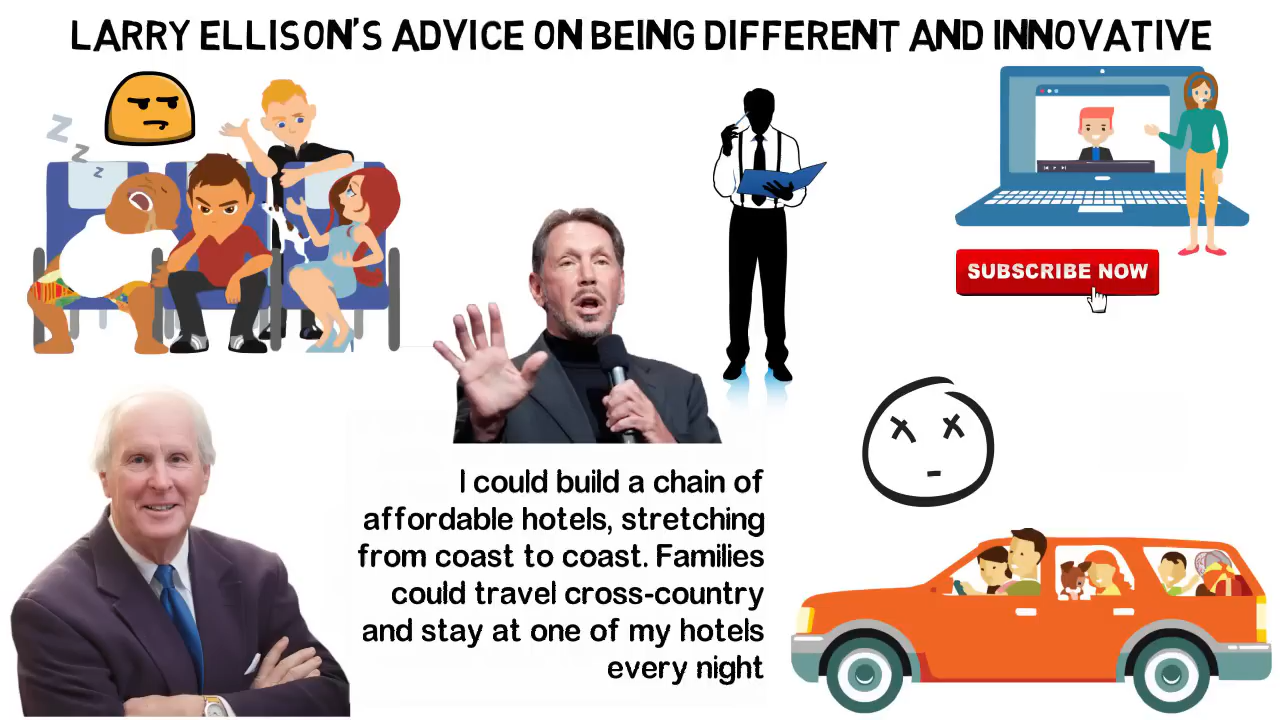 LARRY ELLISON'S ADVICE ON BEING DIFFERENT AND INNOVATIVE
Z
Z
Z
SUBSCRIBE NOW
I could build a chain of
affordable hotels, stretching
from coast to coast. Families
could travel cross-country
and stay at one of my hotels
every night